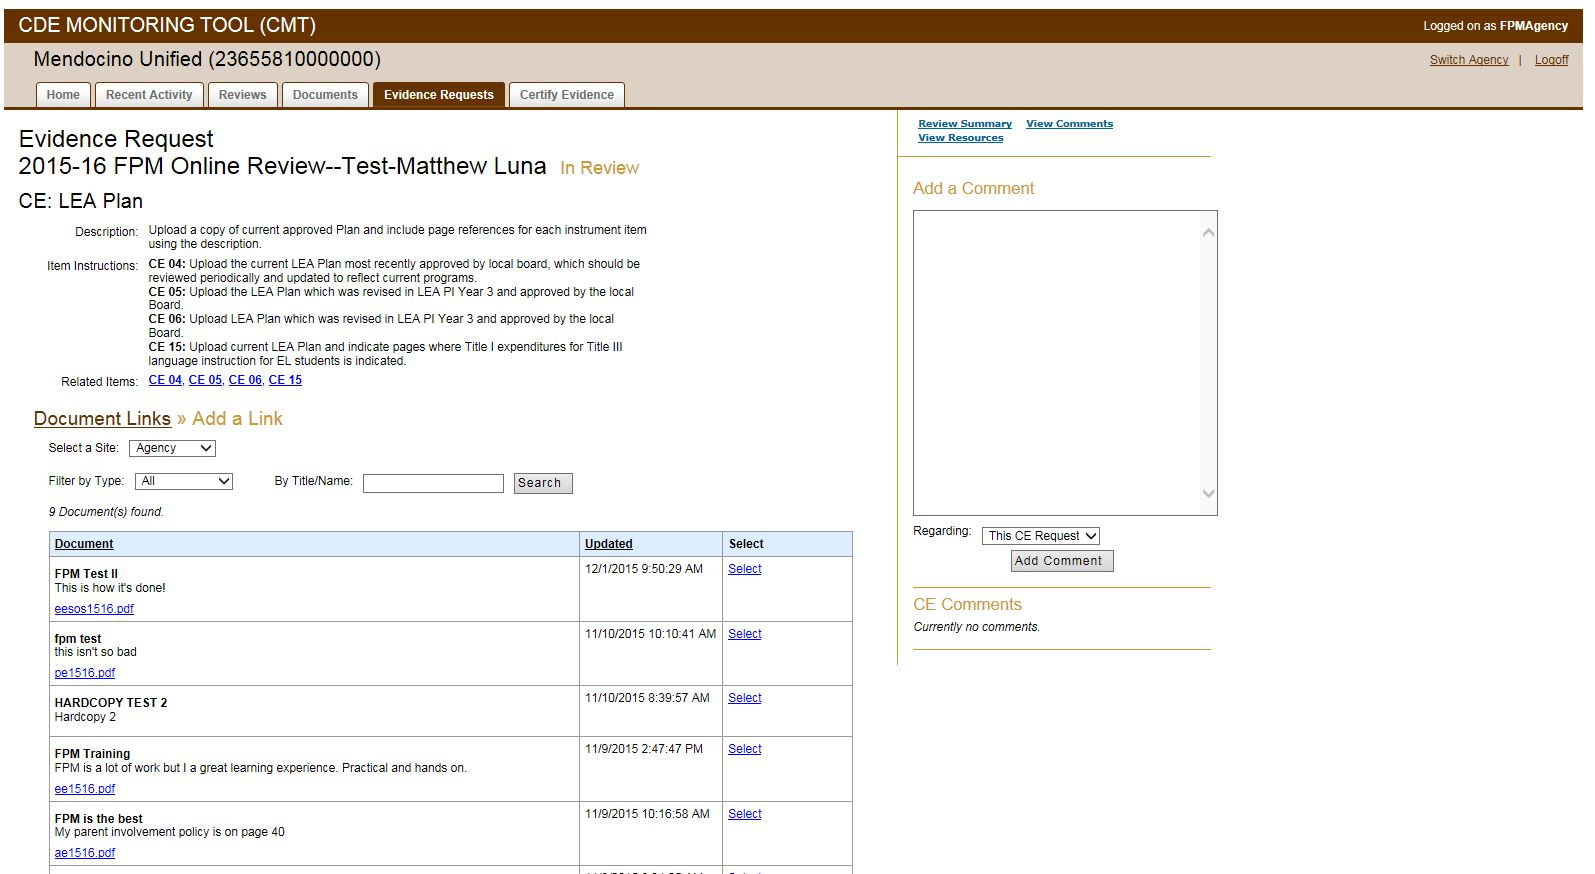 CDE MONITORING TOOL (CMT)
Logged on as FPMAgency
Mendocino Unified (23655810000000)
Switch Agency | Logoff
Home
Recent Activity
Reviews
Documents
Evidence Requests
Certify Evidence
Evidence Request
2015-16 FPM Online Review--Test-Matthew Luna In Review
CE: LEA Plan
Description: Upload a copy of current approved Plan and include page references for each instrument item
using the description.
Item Instructions: CE 04: Upload the current LEA Plan most recently approved by local board, which should be
reviewed periodically and updated to reflect current programs.
CE 05: Upload the LEA Plan which was revised in LEA PI Year 3 and approved by the local
Board.
CE 06: Upload LEA Plan which was revised in LEA PI Year 3 and approved by the local
Board.
CE 15: Upload current LEA Plan and indicate pages where Title I expenditures for Title III
language instruction for EL students is indicated.
Related Items: CE 04, CE 05, CE 06, CE 15
Document Links » Add a Link
Select a Site: Agency
Filter by Type: All By Title/Name: Search
9 Document(s) found.
Document Updated Select
FPM Test II 12/1/2015 9:50:29 AM Select
This is how it's done!
eesos1516.pdf
fpm test 11/10/2015 10:10:41 AM Select
this isn't so bad
pe1516.pdf
HARDCOPY TEST 2 11/10/2015 8:39:57 AM Select
Hardcopy 2
FPM Training 11/9/2015 2:47:47 PM Select
FPM is a lot of work but I a great learning experience. Practical and hands on.
ee1516.pdf
FPM is the best 11/9/2015 10:16:58 AM Select
My parent involvement policy is on page 40
ae1516.pdf
Review Summary View Comments
View Resources
Add a Comment
Regarding: This CE Request
Add Comment
CE Comments
Currently no comments.